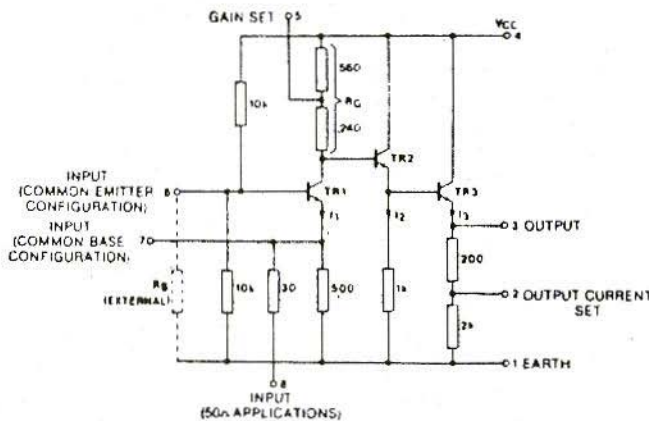 GAIN SET 5
VCC
4
560
RG
240
10k
TR2
INPUT
(COMMON EMITTER
CONFIGURATION)
6
TR1
TR3
INPUT
(COMMON BASE
CONFIGURATION)
7
I1
I2
I3
3 OUTPUT
200
RB
(EXTERNAL)
10k
30
500
1k
2 OUTPUT CURRENT
SET
2k
1 EARTH
8
INPUT
(50Ω APPLICATIONS)